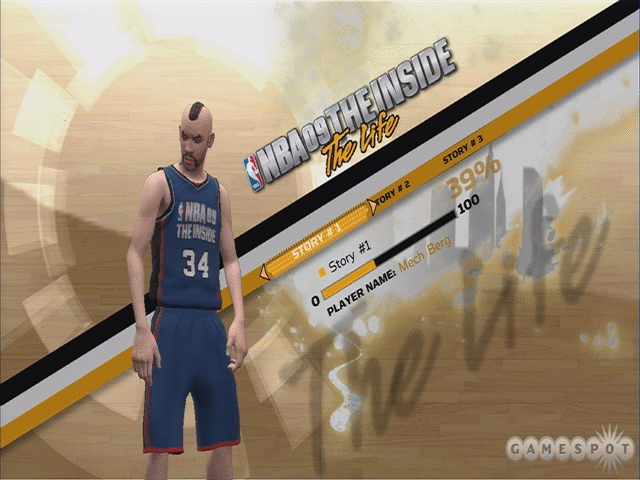 NBA 09 THE INSIDE
The Life
STORY # 1
STORY # 2
STORY # 3
39%
Story #1
0
100
PLAYER NAME: Mech Berg
NBA 09
THE INSIDE
34
The Life
GAMESPOT